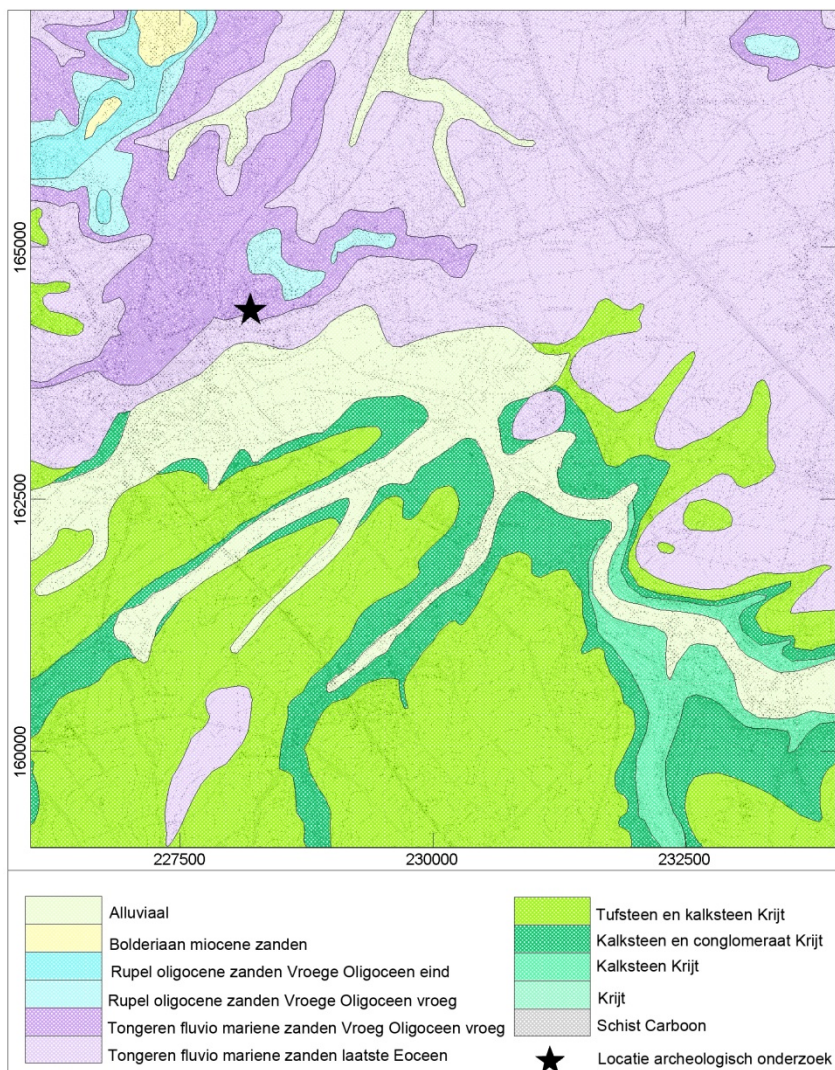 165000
162500
160000
227500
230000
232500
Alluviaal
Bolderiaan miocene zanden
Rupel oligocene zanden Vroege Oligoceen eind
Rupel oligocene zanden Vroege Oligoceen vroeg
Tongeren fluvio mariene zanden Vroeg Oligoceen vroeg
Tongeren fluvio mariene zanden laatste Eoceen
Tufsteen en kalksteen Krijt
Kalksteen en conglomeraat Krijt
Kalksteen Krijt
Krijt
Schist Carboon
Locatie archeologisch onderzoek